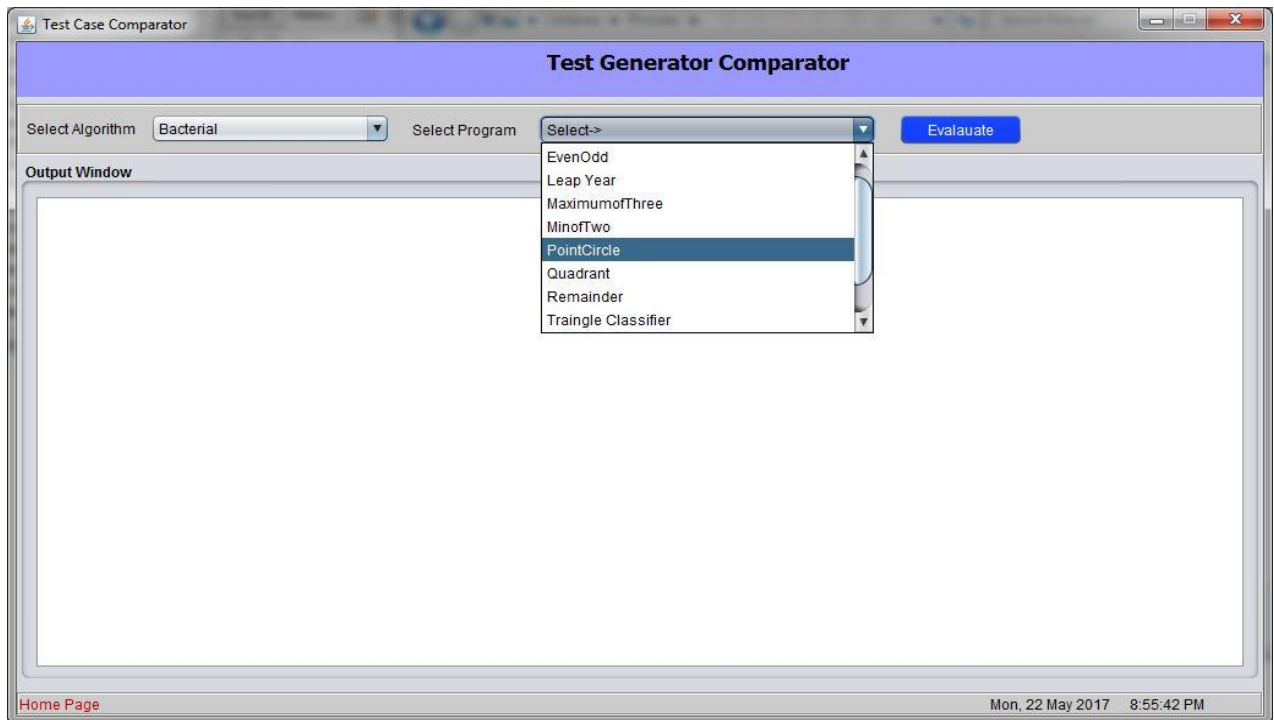 Test Case Comparator
Test Generator Comparator
Select Algorithm Bacterial Select Program Select-> Evalauate
EvenOdd
Leap Year
MaximumofThree
MinofTwo
PointCircle
Quadrant
Remainder
Traingle Classifier
Output Window
Home Page Mon, 22 May 2017 8:55:42 PM